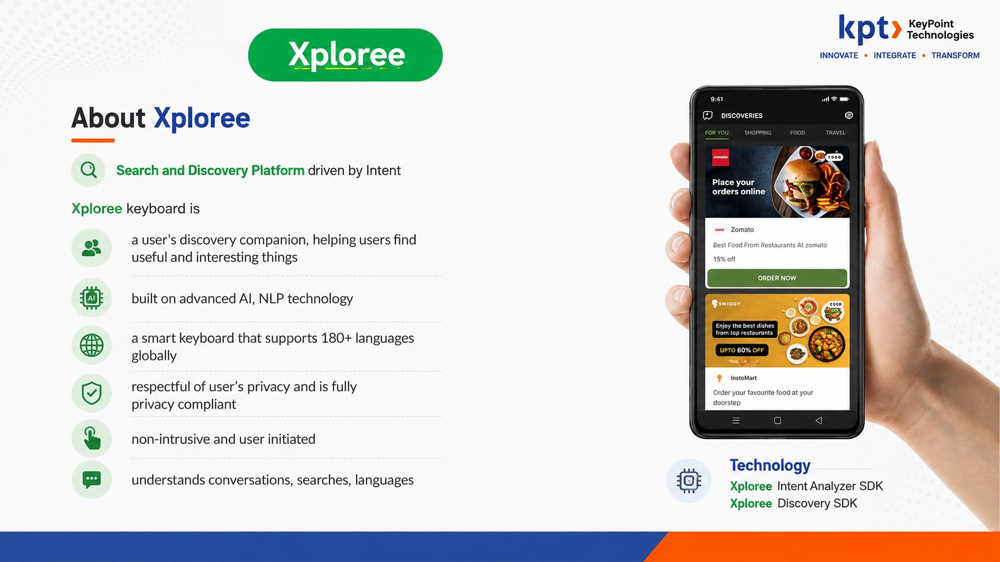 Xploree
kpt
KeyPoint
Technologies
INNOVATE • INTEGRATE • TRANSFORM
About Xploree
Search and Discovery Platform driven by Intent
Xploree keyboard is
a user’s discovery companion, helping users find
useful and interesting things
AI
built on advanced AI, NLP technology
a smart keyboard that supports 180+ languages
globally
respectful of user’s privacy and is fully
privacy compliant
non-intrusive and user initiated
understands conversations, searches, languages
9:41
DISCOVERIES
FOR YOU SHOPPING FOOD TRAVEL
zomato
Place your
orders online
Zomato
Best Food From Restaurants At zomato
15% off
ORDER NOW
SWIGGY
Enjoy the best dishes
from top restaurants
UPTO 60% OFF
InstoMart
Order your favourite food at your
doorstep
Technology
Xploree Intent Analyzer SDK
Xploree Discovery SDK